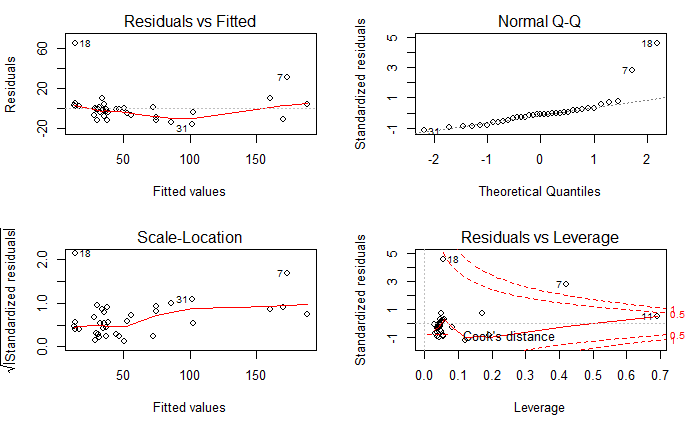 Residuals vs Fitted
Residuals
-20 20 60
18
7
31
50 100 150
Fitted values
Normal Q-Q
Standardized residuals
-1 1 3 5
18
7
31
-2 -1 0 1 2
Theoretical Quantiles
Scale-Location
√|Standardized residuals|
0.0 1.0 2.0
18
7
31
50 100 150
Fitted values
Residuals vs Leverage
Standardized residuals
-1 1 3 5
18
7
11
1
0.5
0.5
1
Cook's distance
0.0 0.1 0.2 0.3 0.4 0.5 0.6 0.7
Leverage